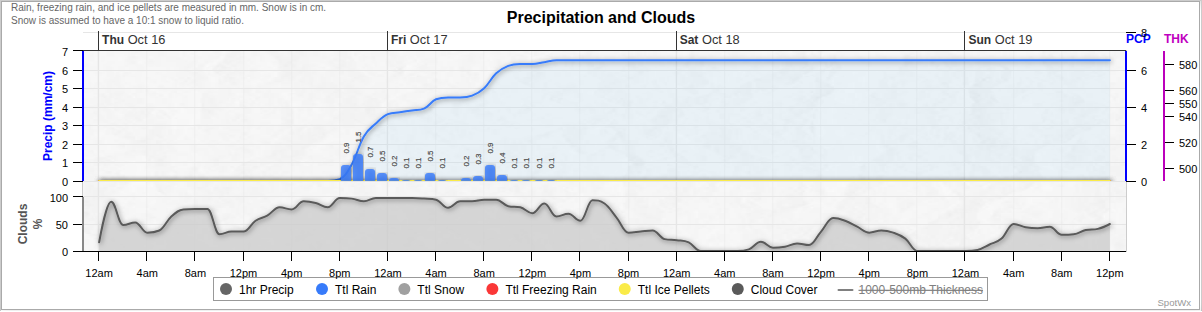 Rain, freezing rain, and ice pellets are measured in mm. Snow is in cm.
Snow is assumed to have a 10:1 snow to liquid ratio.
Precipitation and Clouds
Thu Oct 16 Fri Oct 17 Sat Oct 18 Sun Oct 19
8
PCP THK
7
6
5
4
3
2
1
0
Precip (mm/cm)
0.9 1.5 0.7 0.5 0.2 0.1 0.1 0.5 0.1 0.2 0.3 0.9 0.4 0.1 0.1 0.1 0.1
6
4
2
0
580
560
550
540
520
500
100
50
0
Clouds
%
12am 4am 8am 12pm 4pm 8pm 12am 4am 8am 12pm 4pm 8pm 12am 4am 8am 12pm 4pm 8pm 12am 4am 8am 12pm
1hr Precip Ttl Rain Ttl Snow Ttl Freezing Rain Ttl Ice Pellets Cloud Cover 1000-500mb Thickness
SpotWx